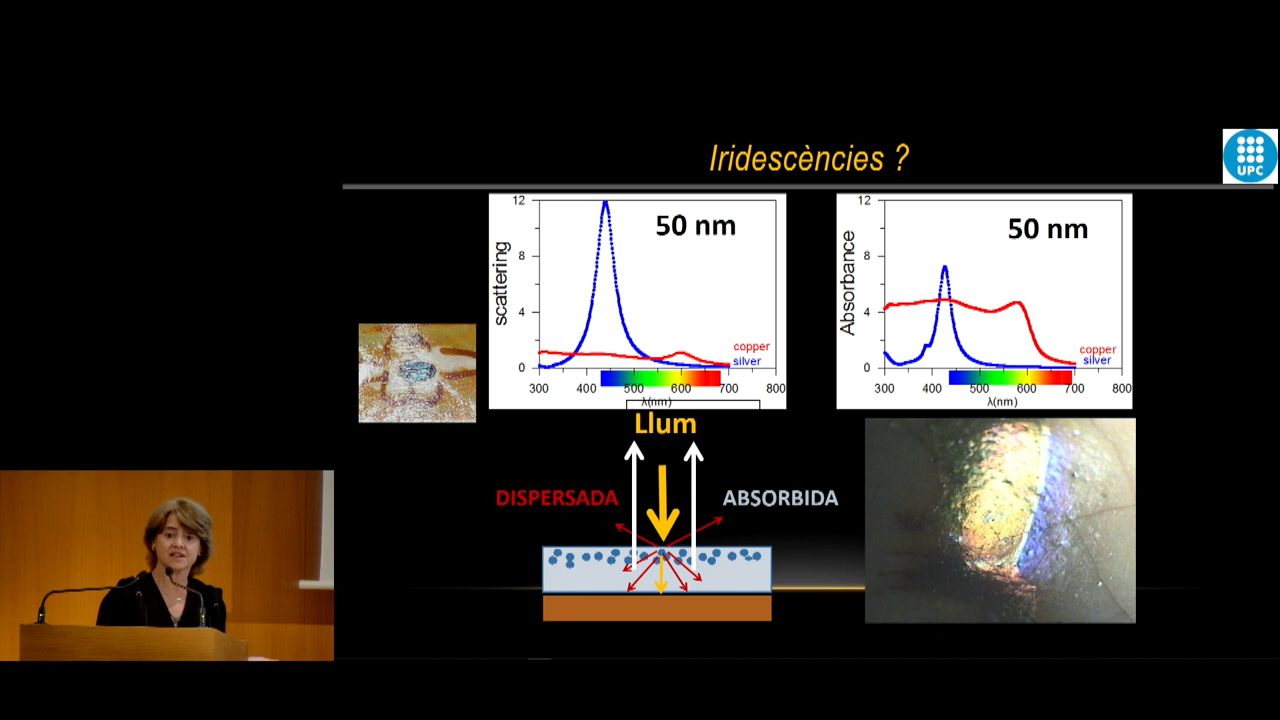 Iridescències ?
UPC
12
8
4
0
scattering
50 nm
copper
silver
300 400 500 600 700 800
λ(nm)
12
8
4
0
Absorbance
50 nm
copper
silver
300 400 500 600 700 800
λ(nm)
Llum
DISPERSADA
ABSORBIDA